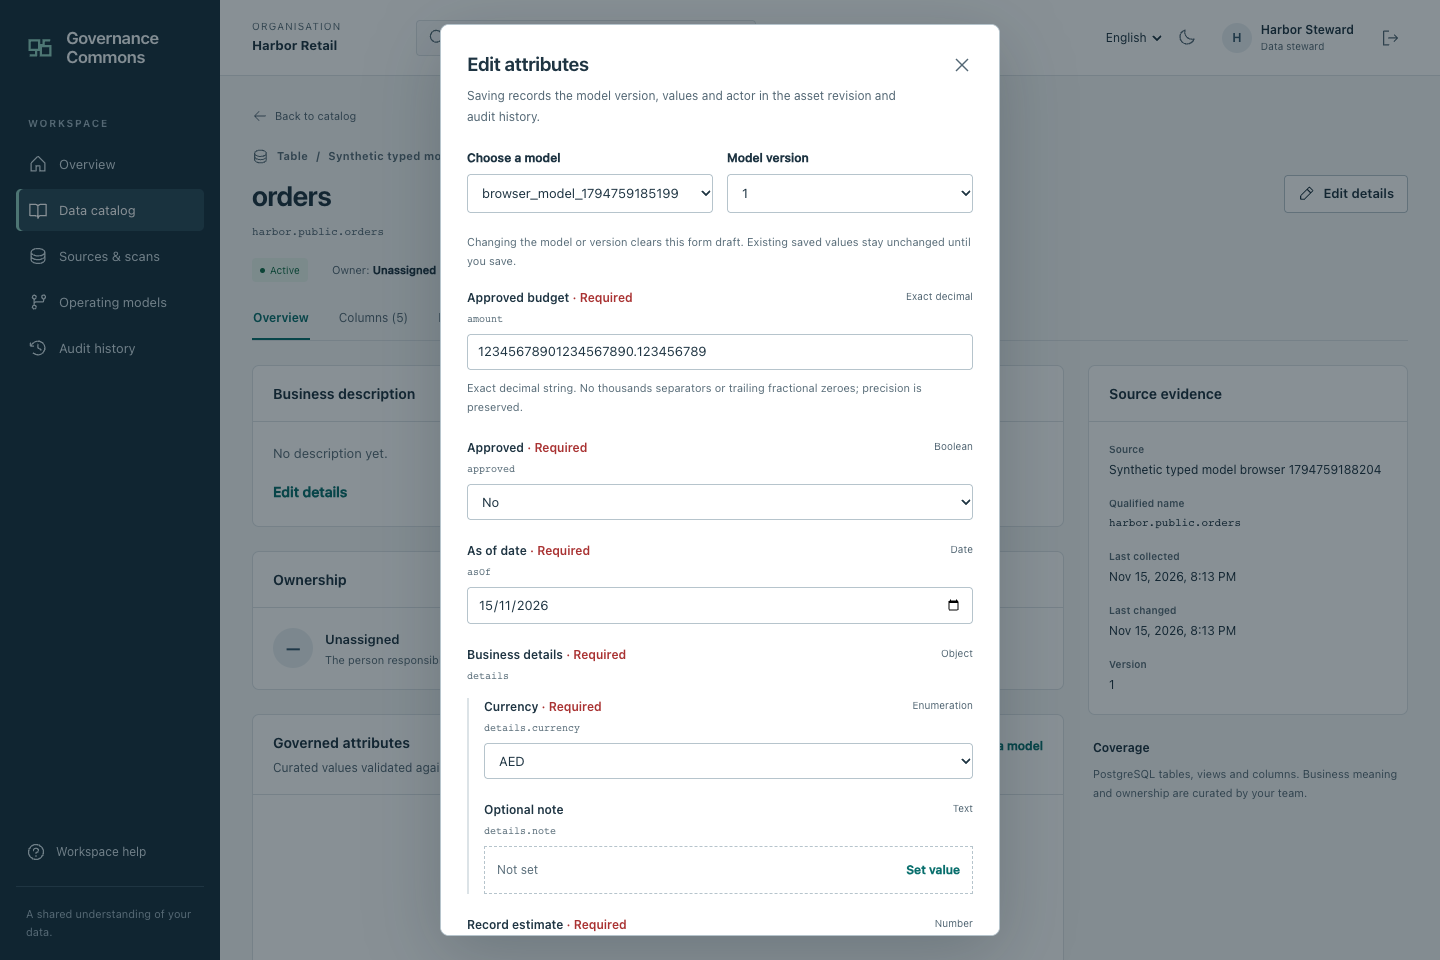 Governance
Commons
WORKSPACE
Overview
Data catalog
Sources & scans
Operating models
Audit history
Workspace help
A shared understanding of your
data.
ORGANISATION
Harbor Retail
English
H
Harbor Steward
Data steward
Back to catalog
Table / Synthetic typed mo
orders
harbor.public.orders
Active
Owner: Unassigned
Edit details
Overview
Columns (5)
Business description
No description yet.
Edit details
Ownership
Unassigned
The person responsib
Governed attributes
Curated values validated agai
a model
Source evidence
Source
Synthetic typed model browser 1794759188204
Qualified name
harbor.public.orders
Last collected
Nov 15, 2026, 8:13 PM
Last changed
Nov 15, 2026, 8:13 PM
Version
1
Coverage
PostgreSQL tables, views and columns. Business meaning
and ownership are curated by your team.
Edit attributes
Saving records the model version, values and actor in the asset revision and
audit history.
Choose a model
Model version
browser_model_1794759185199
1
Changing the model or version clears this form draft. Existing saved values stay unchanged until
you save.
Approved budget · Required
Exact decimal
amount
12345678901234567890.123456789
Exact decimal string. No thousands separators or trailing fractional zeroes; precision is
preserved.
Approved · Required
Boolean
approved
No
As of date · Required
Date
asOf
15/11/2026
Business details · Required
Object
details
Currency · Required
Enumeration
details.currency
AED
Optional note
Text
details.note
Not set
Set value
Record estimate · Required
Number